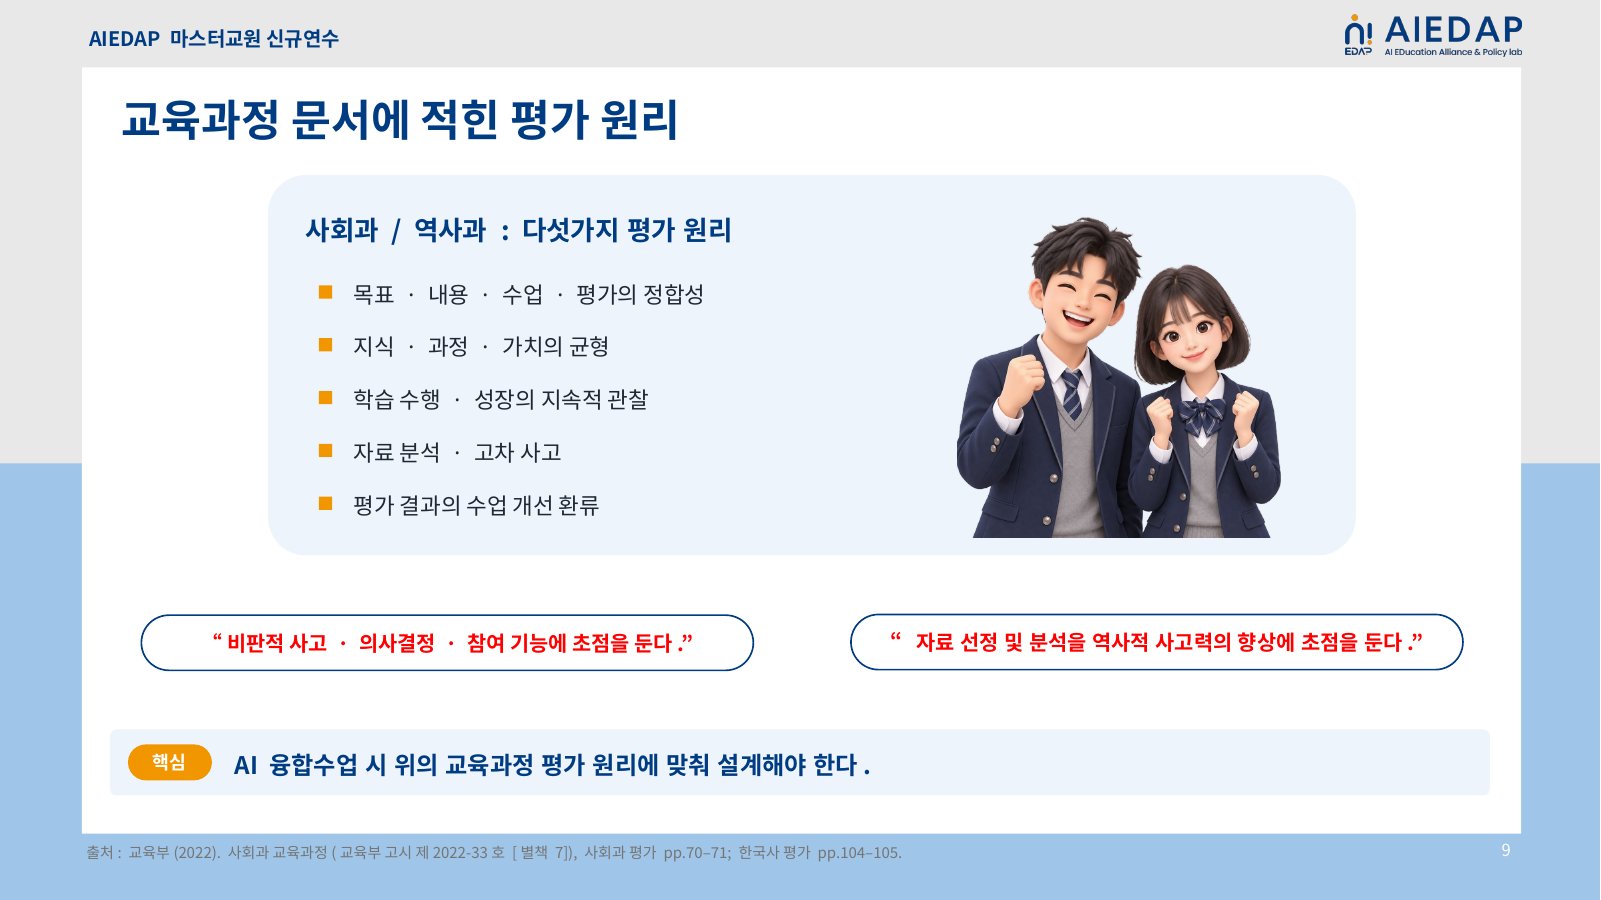 AIEDAP 마스터교원 신규연수
AIEDAP
EDAP
AI EDucation Alliance & Policy lab
교육과정 문서에 적힌 평가 원리
사회과 / 역사과 : 다섯가지 평가 원리
목표 · 내용 · 수업 · 평가의 정합성
지식 · 과정 · 가치의 균형
학습 수행 · 성장의 지속적 관찰
자료 분석 · 고차 사고
평가 결과의 수업 개선 환류
“ 비판적 사고 · 의사결정 · 참여 기능에 초점을 둔다 .”
“ 자료 선정 및 분석을 역사적 사고력의 향상에 초점을 둔다 .”
핵심
AI 융합수업 시 위의 교육과정 평가 원리에 맞춰 설계해야 한다 .
출처 : 교육부 (2022). 사회과 교육과정 ( 교육부 고시 제 2022-33 호 [ 별책 7]), 사회과 평가 pp.70–71; 한국사 평가 pp.104–105.
9